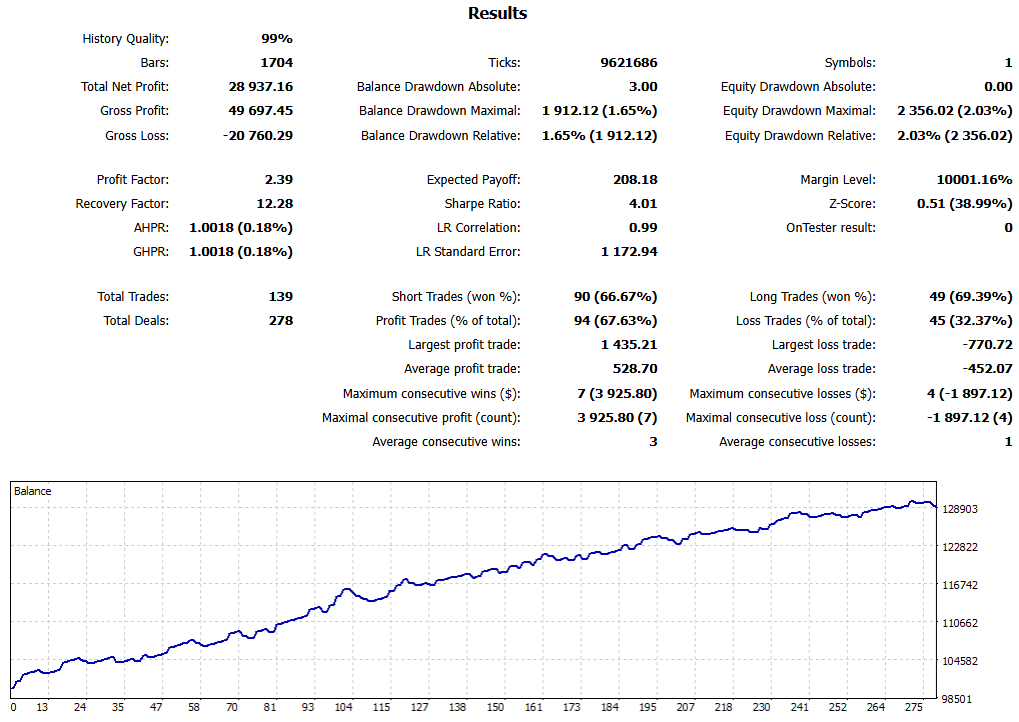 Results
History Quality: 99%
Bars: 1704 Ticks: 9621686 Symbols: 1
Total Net Profit: 28 937.16 Balance Drawdown Absolute: 3.00 Equity Drawdown Absolute: 0.00
Gross Profit: 49 697.45 Balance Drawdown Maximal: 1 912.12 (1.65%) Equity Drawdown Maximal: 2 356.02 (2.03%)
Gross Loss: -20 760.29 Balance Drawdown Relative: 1.65% (1 912.12) Equity Drawdown Relative: 2.03% (2 356.02)
Profit Factor: 2.39 Expected Payoff: 208.18 Margin Level: 10001.16%
Recovery Factor: 12.28 Sharpe Ratio: 4.01 Z-Score: 0.51 (38.99%)
AHPR: 1.0018 (0.18%) LR Correlation: 0.99 OnTester result: 0
GHPR: 1.0018 (0.18%) LR Standard Error: 1 172.94
Total Trades: 139 Short Trades (won %): 90 (66.67%) Long Trades (won %): 49 (69.39%)
Total Deals: 278 Profit Trades (% of total): 94 (67.63%) Loss Trades (% of total): 45 (32.37%)
Largest profit trade: 1 435.21 Largest loss trade: -770.72
Average profit trade: 528.70 Average loss trade: -452.07
Maximum consecutive wins ($): 7 (3 925.80) Maximum consecutive losses ($): 4 (-1 897.12)
Maximal consecutive profit (count): 3 925.80 (7) Maximal consecutive loss (count): -1 897.12 (4)
Average consecutive wins: 3 Average consecutive losses: 1
Balance
128903
122822
116742
110662
104582
98501
0 13 24 35 47 58 70 81 93 104 115 127 138 150 161 173 184 195 207 218 230 241 252 264 275